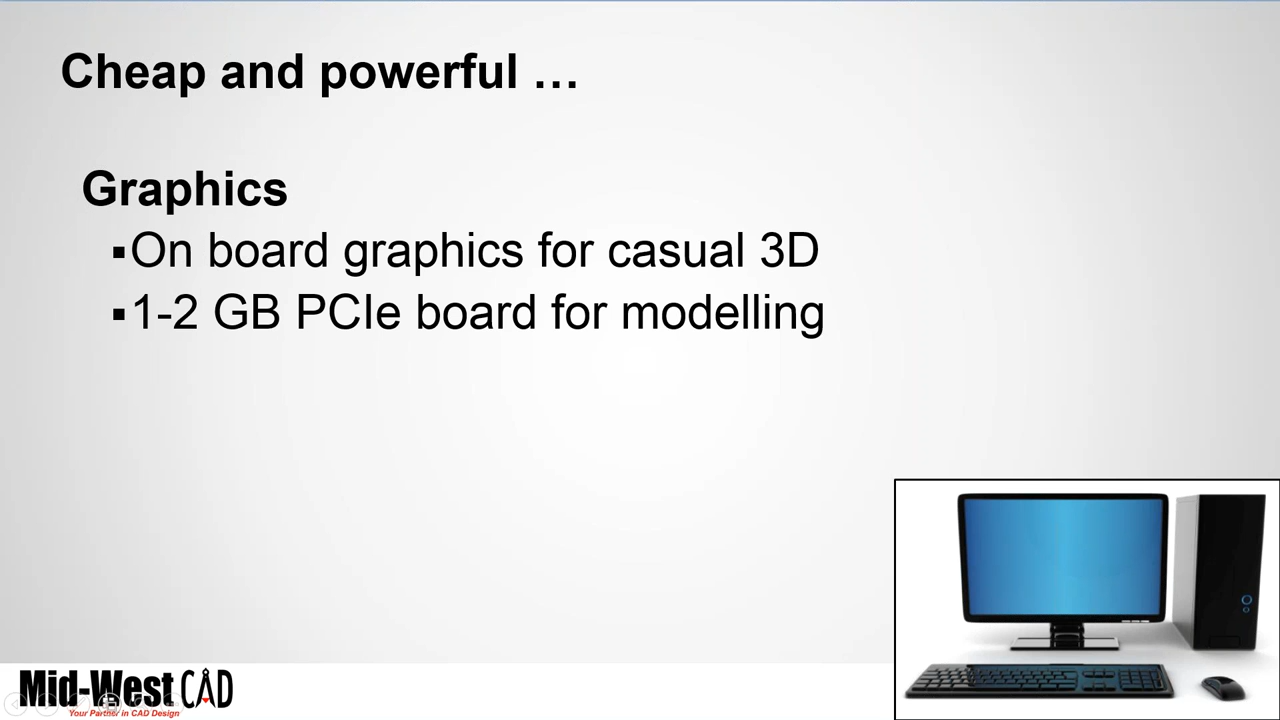 Cheap and powerful …
Graphics
▪On board graphics for casual 3D
▪1-2 GB PCIe board for modelling
Mid-West CAD
Your Partner in CAD Design